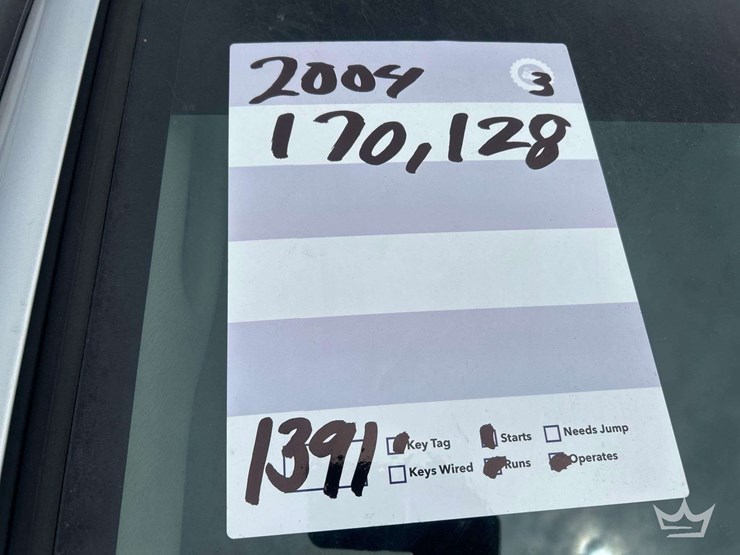 2004 3
170,128
1391
Key Tag Starts Needs Jump
Keys Wired Runs Operates